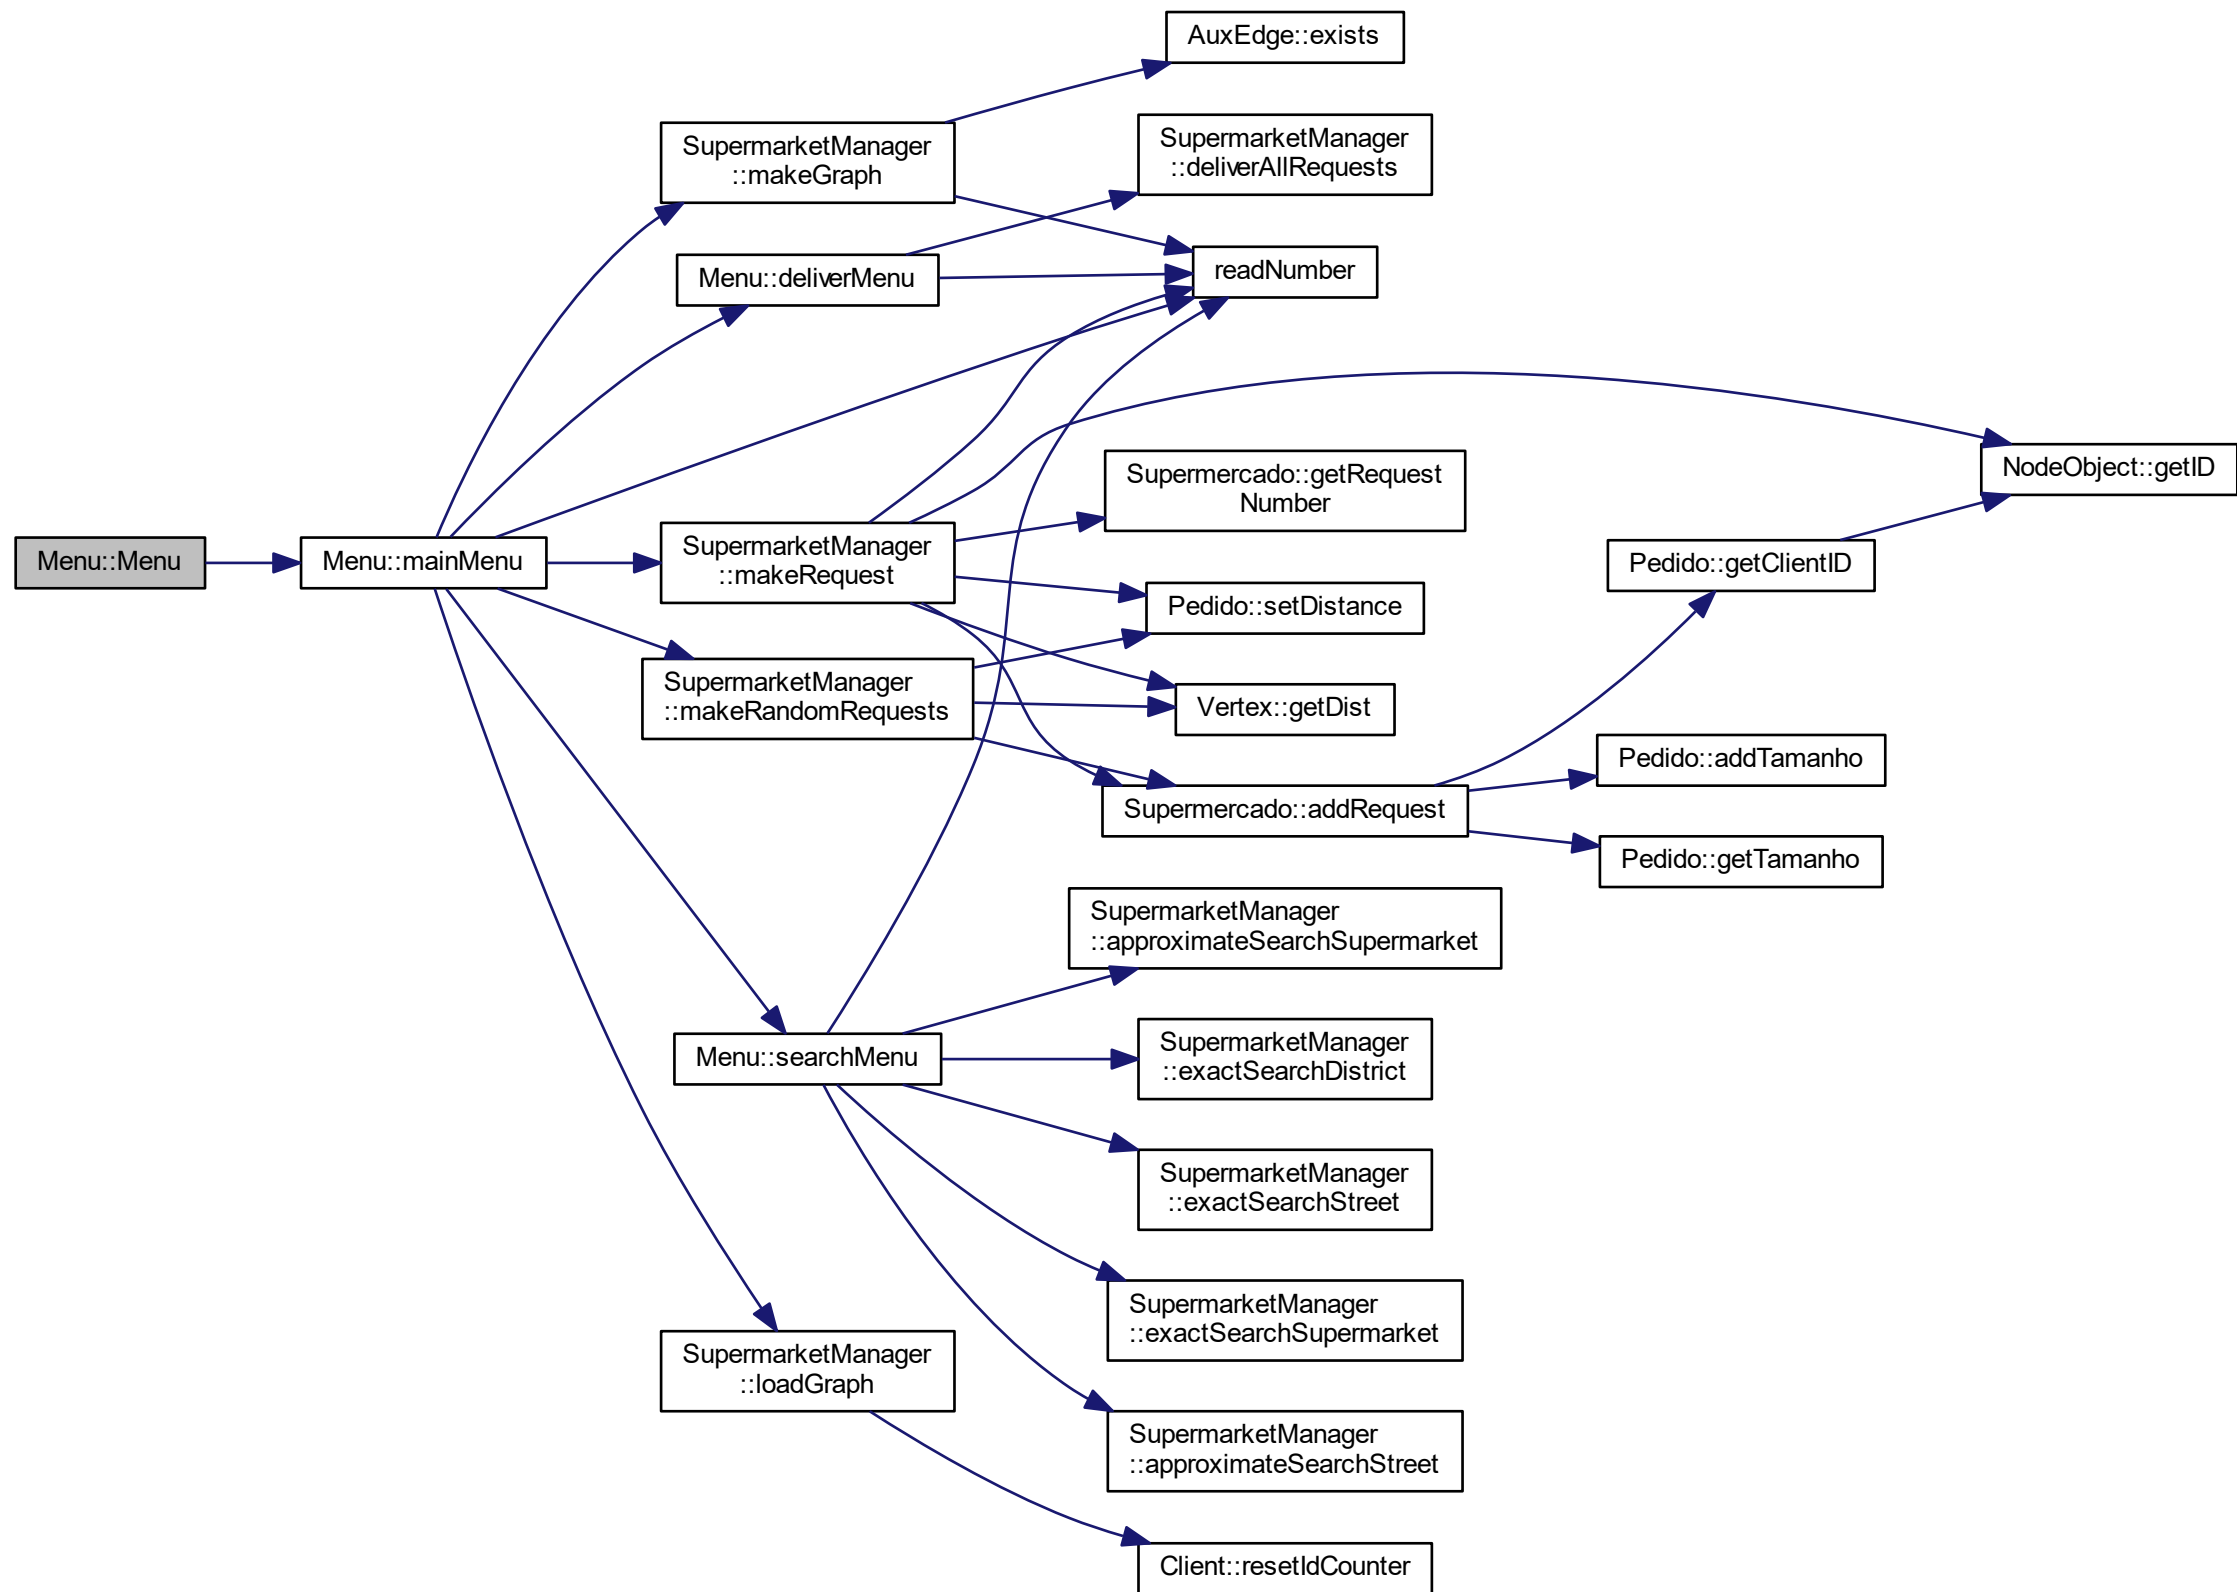 AuxEdge::exists
SupermarketManager
::makeGraph
SupermarketManager
::deliverAllRequests
Menu::deliverMenu
readNumber
NodeObject::getID
Supermercado::getRequest
Number
Menu::Menu
Menu::mainMenu
SupermarketManager
::makeRequest
Pedido::getClientID
Pedido::setDistance
SupermarketManager
::makeRandomRequests
Vertex::getDist
Pedido::addTamanho
Supermercado::addRequest
Pedido::getTamanho
SupermarketManager
::approximateSearchSupermarket
Menu::searchMenu
SupermarketManager
::exactSearchDistrict
SupermarketManager
::exactSearchStreet
SupermarketManager
::exactSearchSupermarket
SupermarketManager
::loadGraph
SupermarketManager
::approximateSearchStreet
Client::resetIdCounter